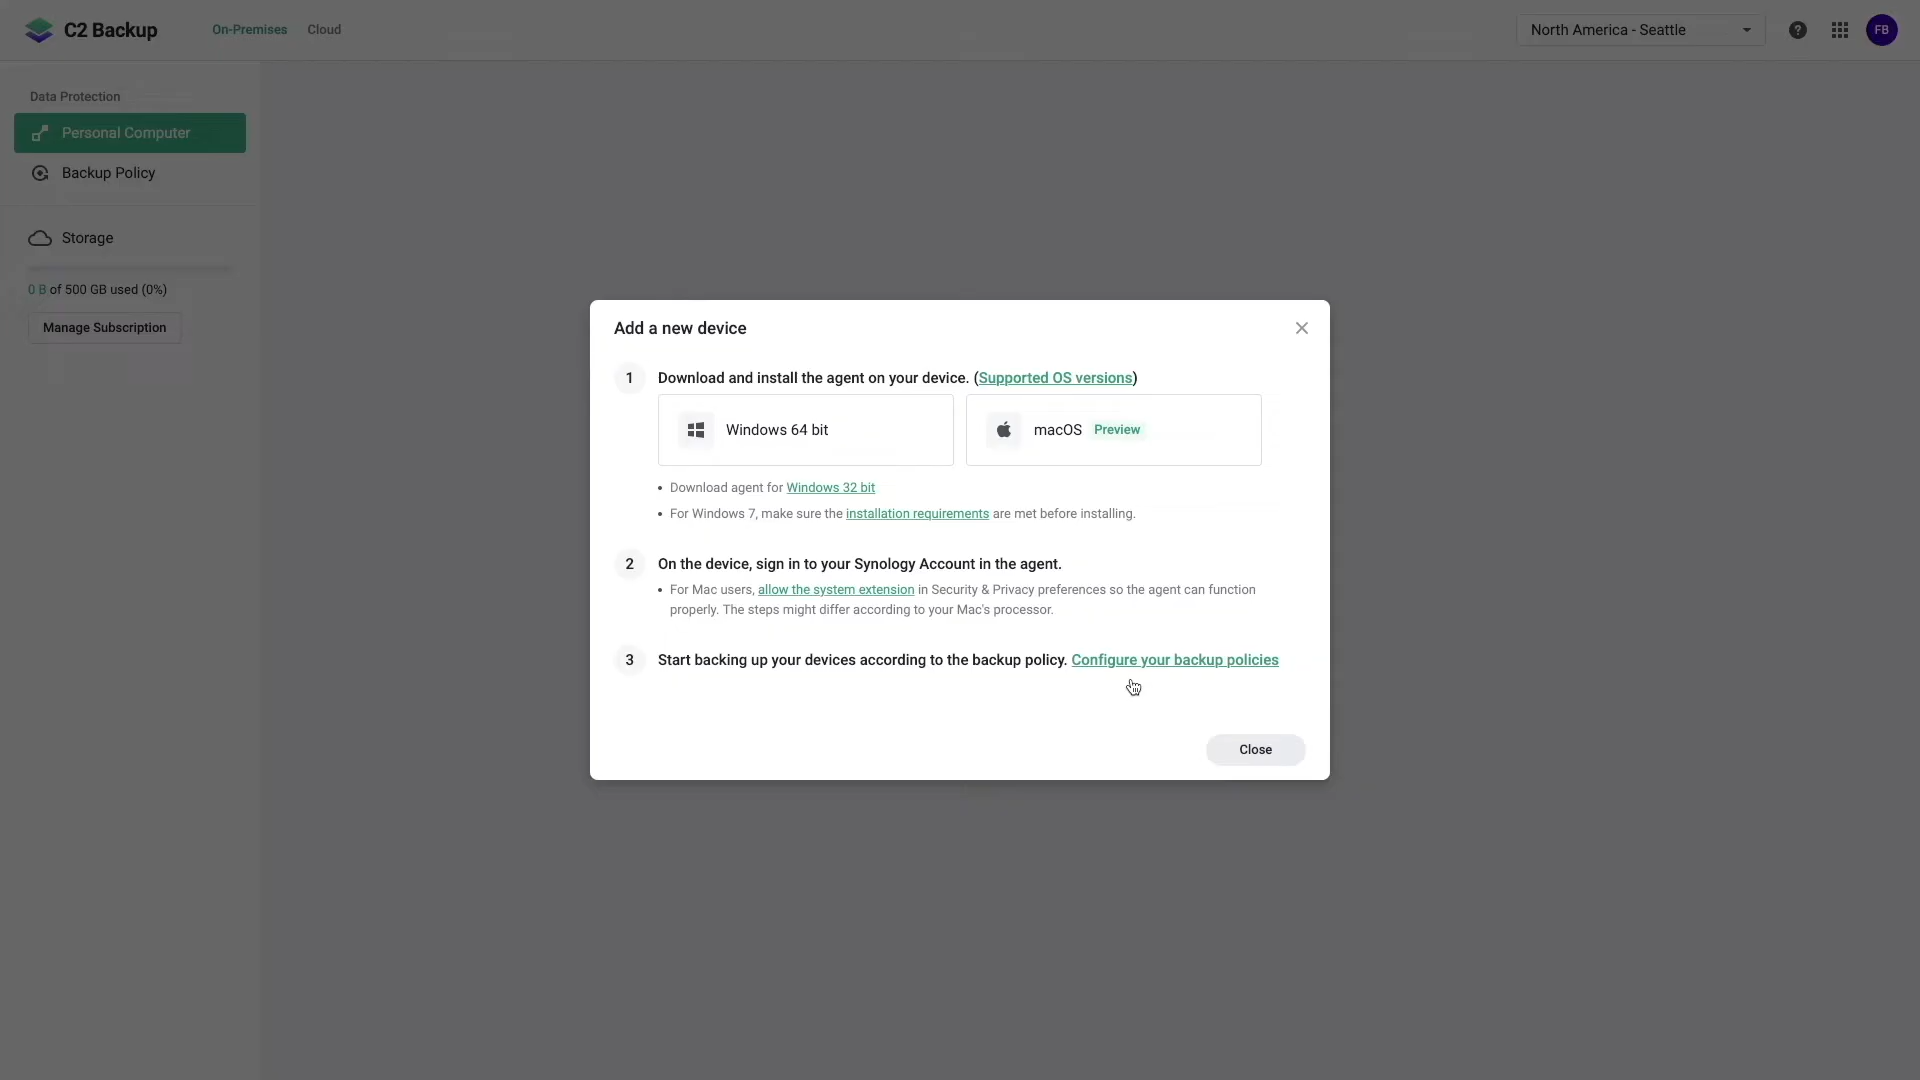 C2 Backup
On-Premises
Cloud
North America - Seattle
?
FB
Data Protection
Personal Computer
Backup Policy
Storage
0 B of 500 GB used (0%)
Manage Subscription
Add a new device
1
Download and install the agent on your device. (Supported OS versions)
Windows 64 bit
macOS Preview
• Download agent for Windows 32 bit
• For Windows 7, make sure the installation requirements are met before installing.
2
On the device, sign in to your Synology Account in the agent.
• For Mac users, allow the system extension in Security & Privacy preferences so the agent can function
properly. The steps might differ according to your Mac's processor.
3
Start backing up your devices according to the backup policy. Configure your backup policies
Close